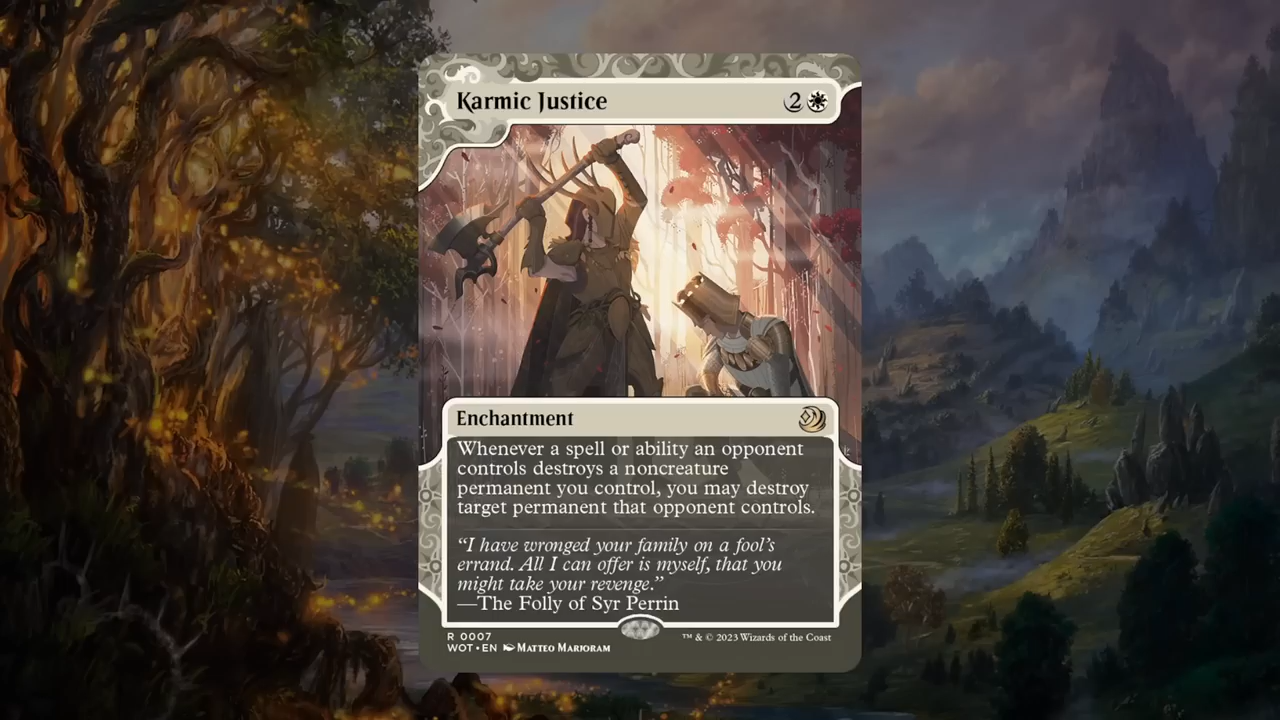 Karmic Justice 2
Enchantment
Whenever a spell or ability an opponent
controls destroys a noncreature
permanent you control, you may destroy
target permanent that opponent controls.
“I have wronged your family on a fool’s
errand. All I can offer is myself, that you
might take your revenge.”
—The Folly of Syr Perrin
R 0007
WOT • EN Matteo Marjoram
™ & © 2023 Wizards of the Coast